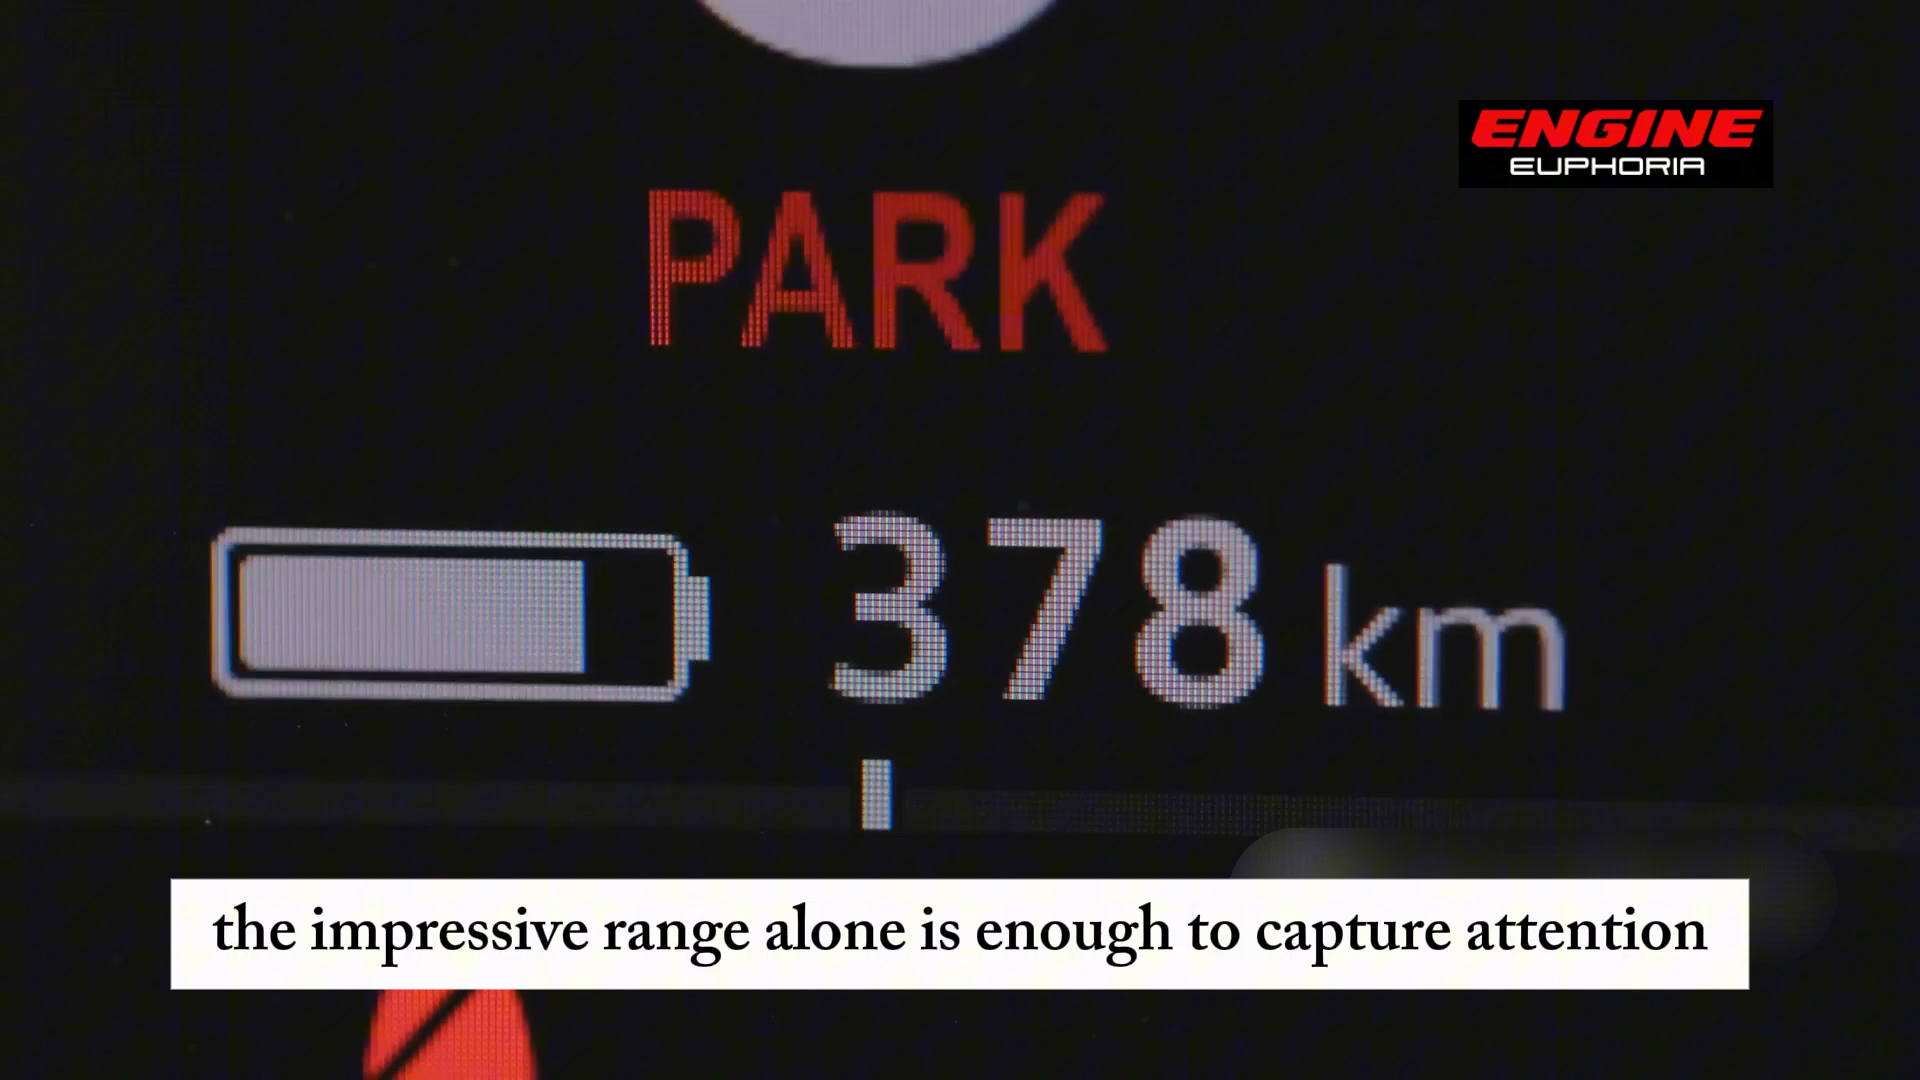 ENGINE
EUPHORIA
PARK
378 km
the impressive range alone is enough to capture attention